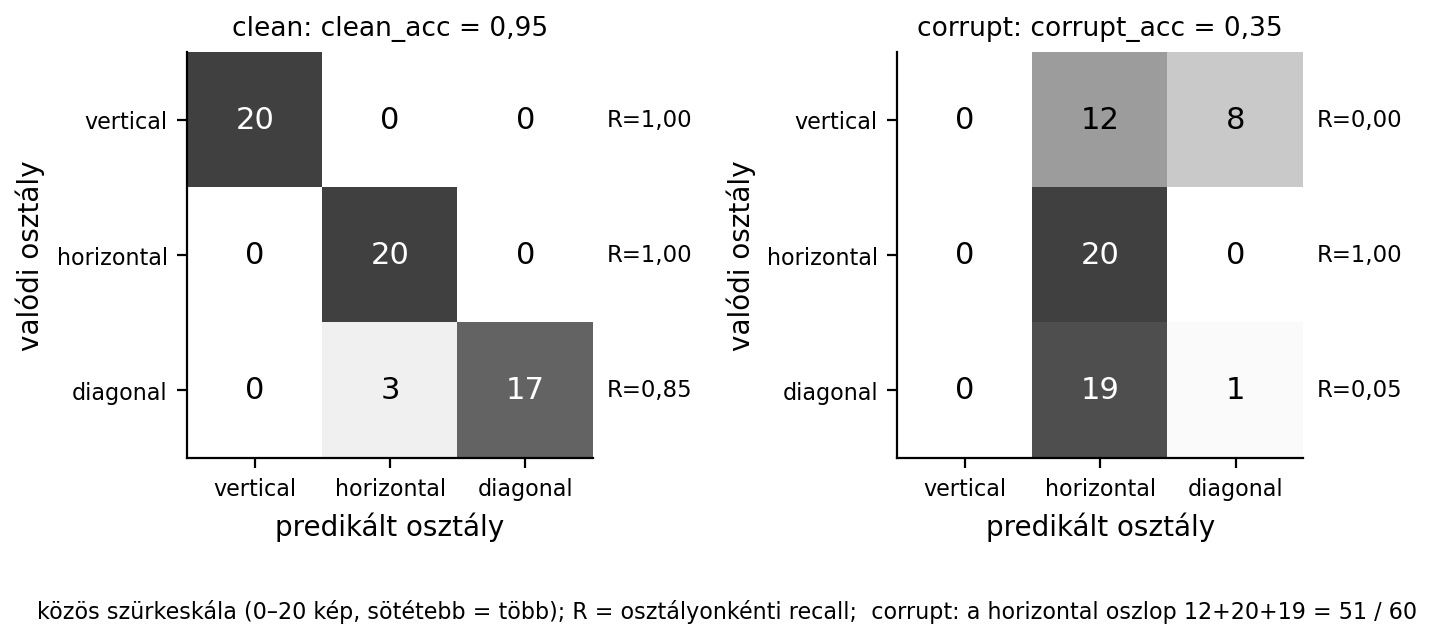 clean: clean_acc = 0,95
valódi osztály
vertical 20 0 0 R=1,00
horizontal 0 20 0 R=1,00
diagonal 0 3 17 R=0,85
vertical horizontal diagonal
predikált osztály
corrupt: corrupt_acc = 0,35
valódi osztály
vertical 0 12 8 R=0,00
horizontal 0 20 0 R=1,00
diagonal 0 19 1 R=0,05
vertical horizontal diagonal
predikált osztály
közös szürkeskála (0–20 kép, sötétebb = több); R = osztályonkénti recall; corrupt: a horizontal oszlop 12+20+19 = 51 / 60